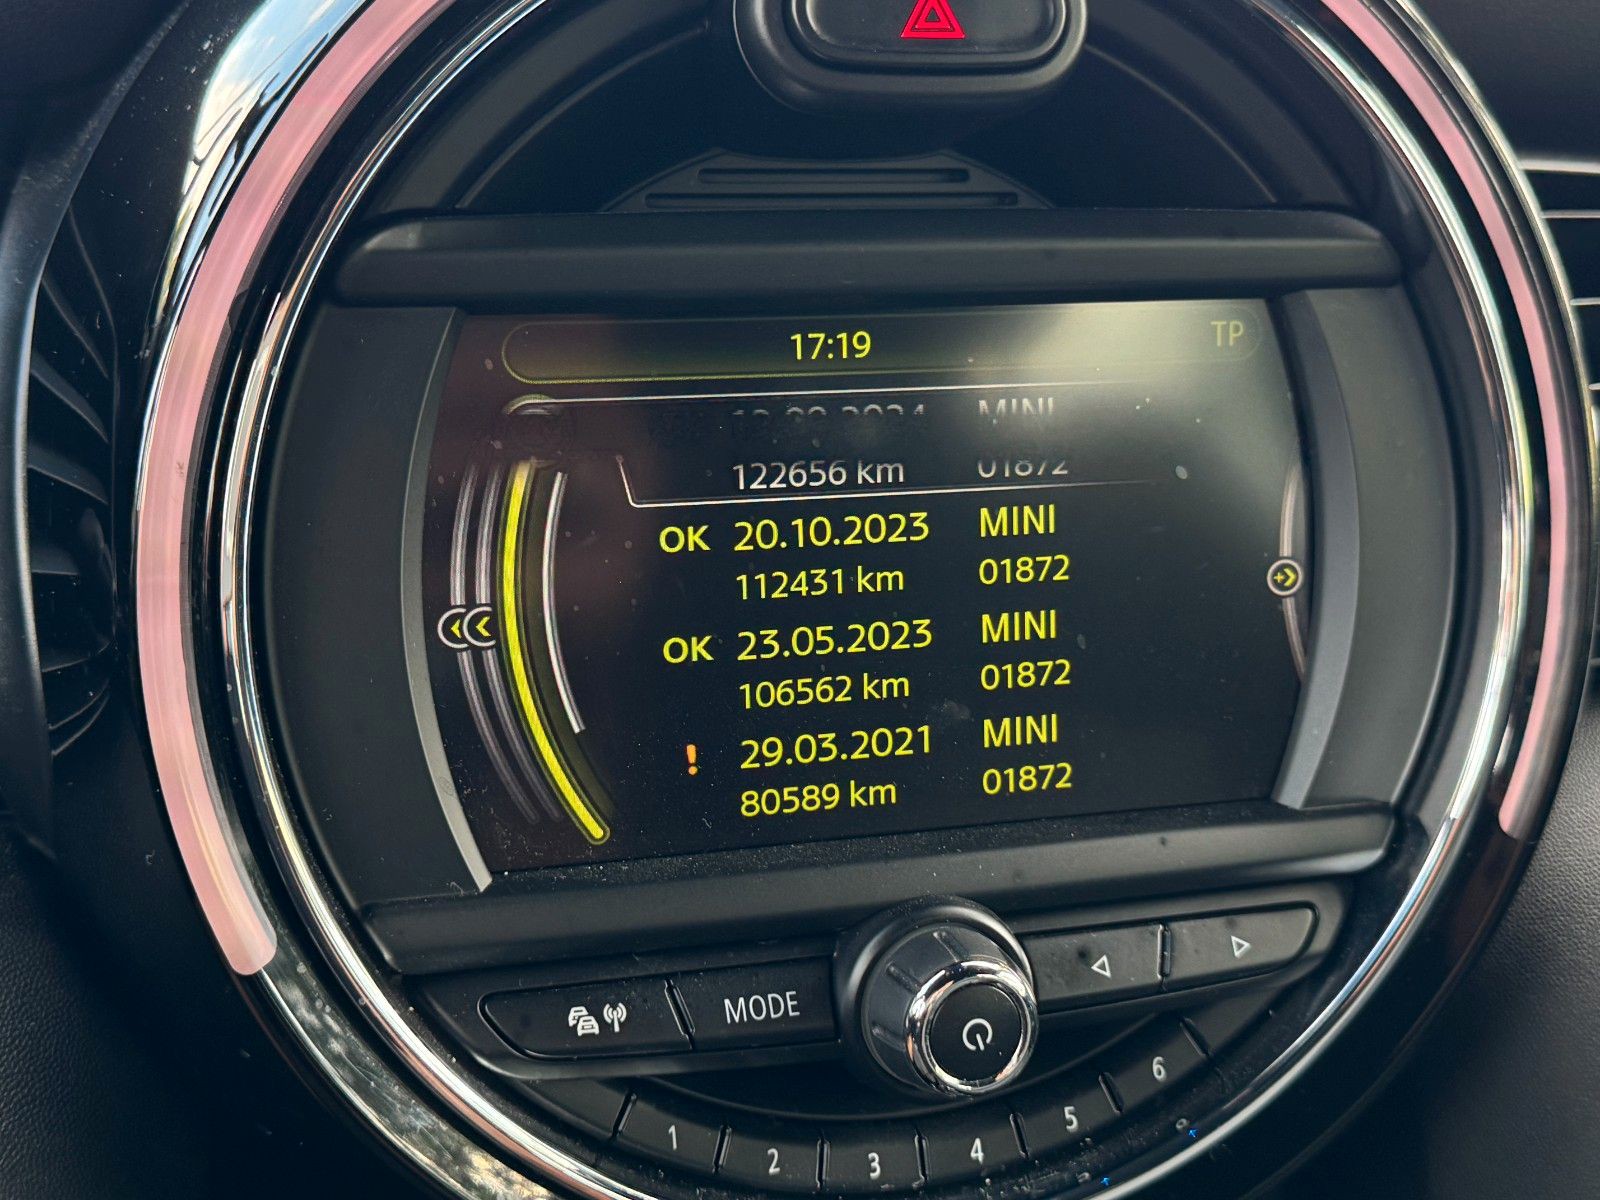 17:19
TP
MINI
122656 km 01872
OK 20.10.2023 MINI
112431 km 01872
OK 23.05.2023 MINI
106562 km 01872
! 29.03.2021 MINI
80589 km 01872
MODE
1 2 3 4 5 6